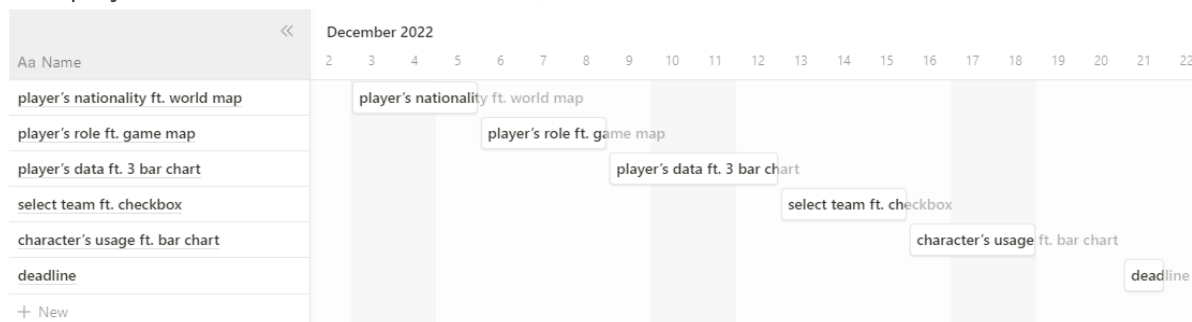 December 2022
Aa Name
2 3 4 5 6 7 8 9 10 11 12 13 14 15 16 17 18 19 20 21 22
player's nationality ft. world map
player's nationality ft. world map
player's role ft. game map
player's role ft. game map
player's data ft. 3 bar chart
player's data ft. 3 bar chart
select team ft. checkbox
select team ft. checkbox
character's usage ft. bar chart
character's usage ft. bar chart
deadline
deadline
+ New